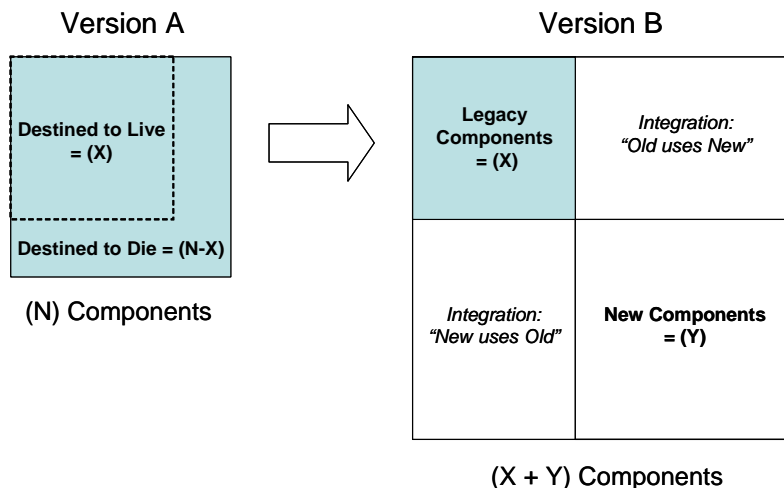 Version A
Destined to Live
= (X)
Destined to Die = (N-X)
(N) Components
Version B
Legacy
Components
= (X)
Integration:
“Old uses New”
Integration:
“New uses Old”
New Components
= (Y)
(X + Y) Components